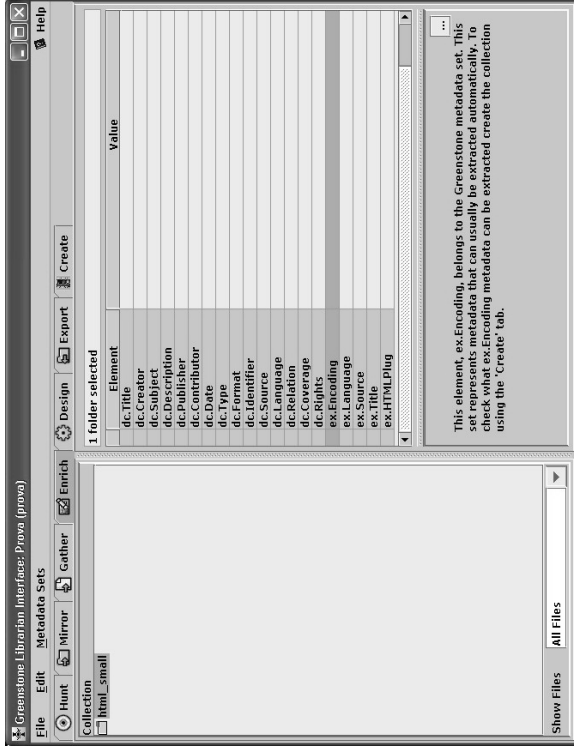 Greenstone Librarian Interface: Prova (prova)
File Edit Metadata Sets Help
Hunt Mirror Gather Enrich Design Export Create
Collection
html_small
Show Files All Files
1 folder selected
Element Value
dc.Title
dc.Creator
dc.Subject
dc.Description
dc.Publisher
dc.Contributor
dc.Date
dc.Type
dc.Format
dc.Identifier
dc.Source
dc.Language
dc.Relation
dc.Coverage
dc.Rights
ex.Encoding
ex.Language
ex.Source
ex.Title
ex.HTMLPlug
This element, ex.Encoding, belongs to the Greenstone metadata set. This
set represents metadata that can usually be extracted automatically. To
check what ex.Encoding metadata can be extracted create the collection
using the 'Create' tab.
...